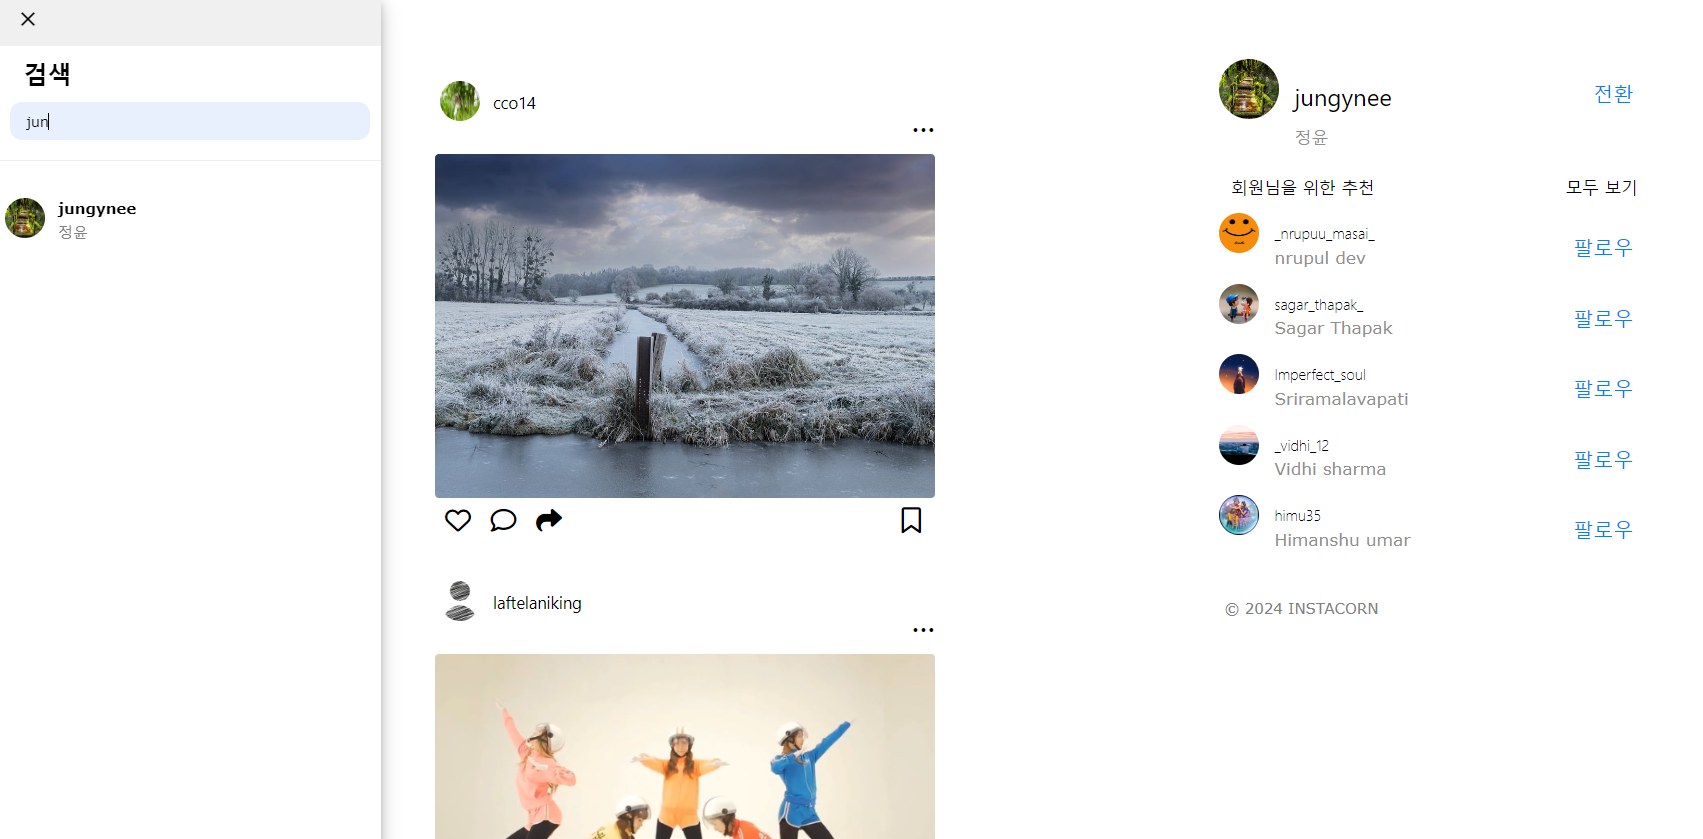 검색
jun
jungynee
정윤
cco14
laftelaniking
jungynee
전환
정윤
회원님을 위한 추천
모두 보기
_nrupuu_masai_
nrupul dev
팔로우
sagar_thapak_
Sagar Thapak
팔로우
Imperfect_soul
Sriramalavapati
팔로우
_vidhi_12
Vidhi sharma
팔로우
himu35
Himanshu umar
팔로우
© 2024 INSTACORN